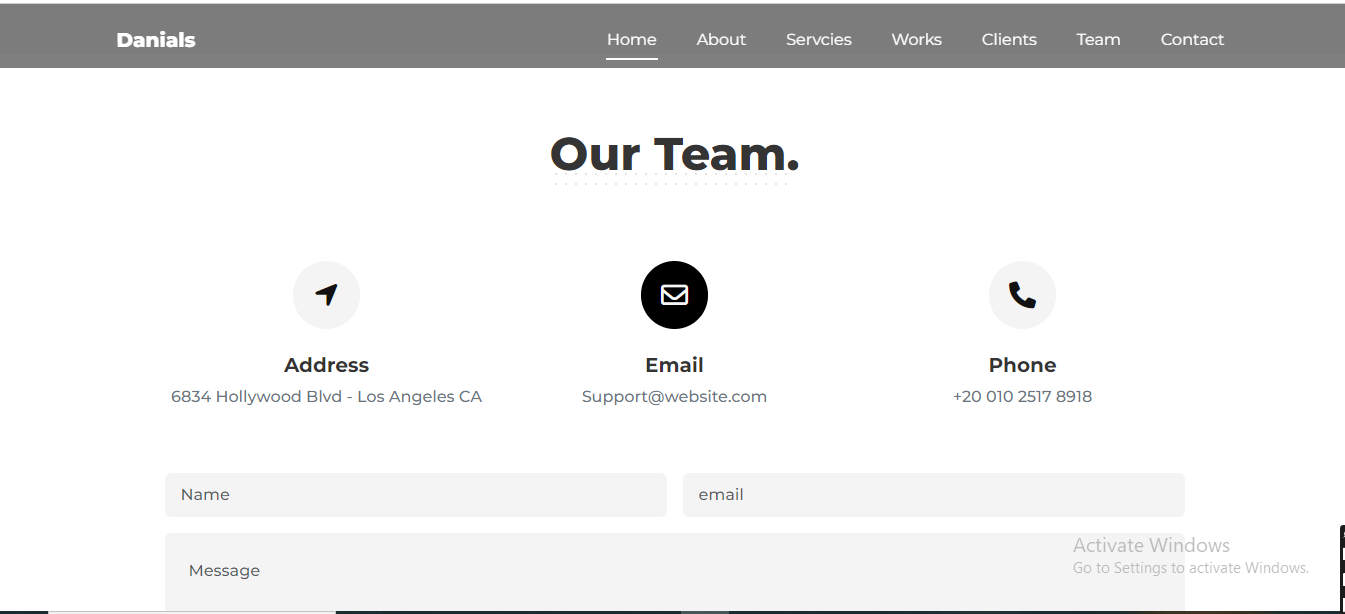 Danials Home About Servcies Works Clients Team Contact
Our Team.
Address Email Phone
6834 Hollywood Blvd - Los Angeles CA Support@website.com +20 010 2517 8918
Name email
Message
Activate Windows
Go to Settings to activate Windows.